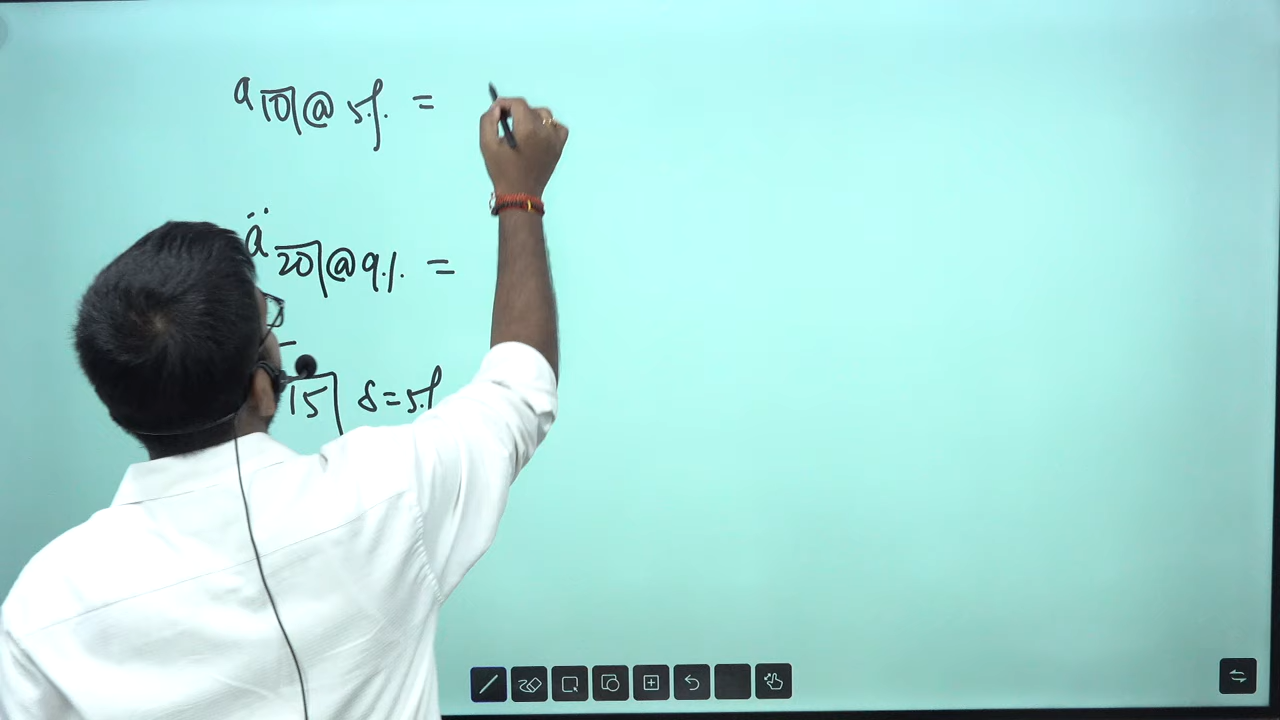 a 10| @ 5% =
ä 20| @ 9% =
15| δ = 5%